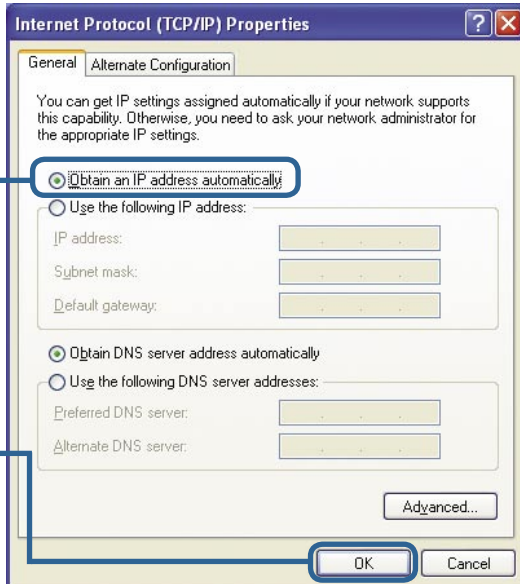 Internet Protocol (TCP/IP) Properties
General Alternate Configuration
You can get IP settings assigned automatically if your network supports
this capability. Otherwise, you need to ask your network administrator for
the appropriate IP settings.
Obtain an IP address automatically
Use the following IP address:
IP address:
Subnet mask:
Default gateway:
Obtain DNS server address automatically
Use the following DNS server addresses:
Preferred DNS server:
Alternate DNS server:
Advanced...
OK Cancel